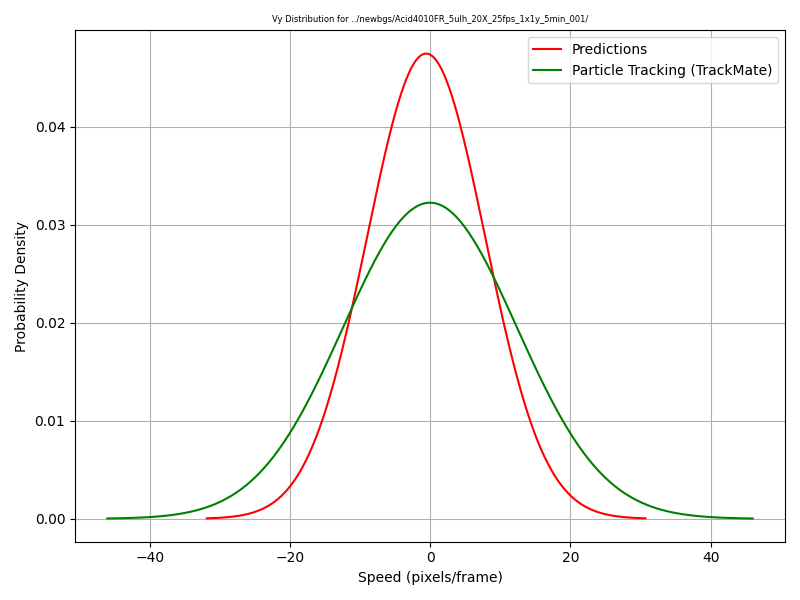 Vy Distribution for ../newbgs/Acid4010FR_5ulh_20X_25fps_1x1y_5min_001/
Predictions
Particle Tracking (TrackMate)
0.04
0.03
0.02
0.01
0.00
Probability Density
−40
−20
0
20
40
Speed (pixels/frame)